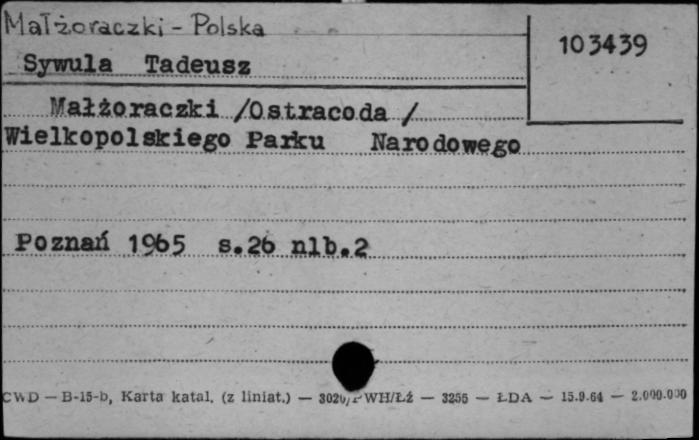 Małżoraczki - Polska
103439
Sywula Tadeusz
Małżoraczki /Ostracoda /
Wielkopolskiego Parku Narodowego
Poznań 1965 s.26 nlb.2
CWD — B-15-b, Karta katal. (z liniat.) — WH/Łź — 3255 — ŁDA — 15.9.64 — 2.000.000